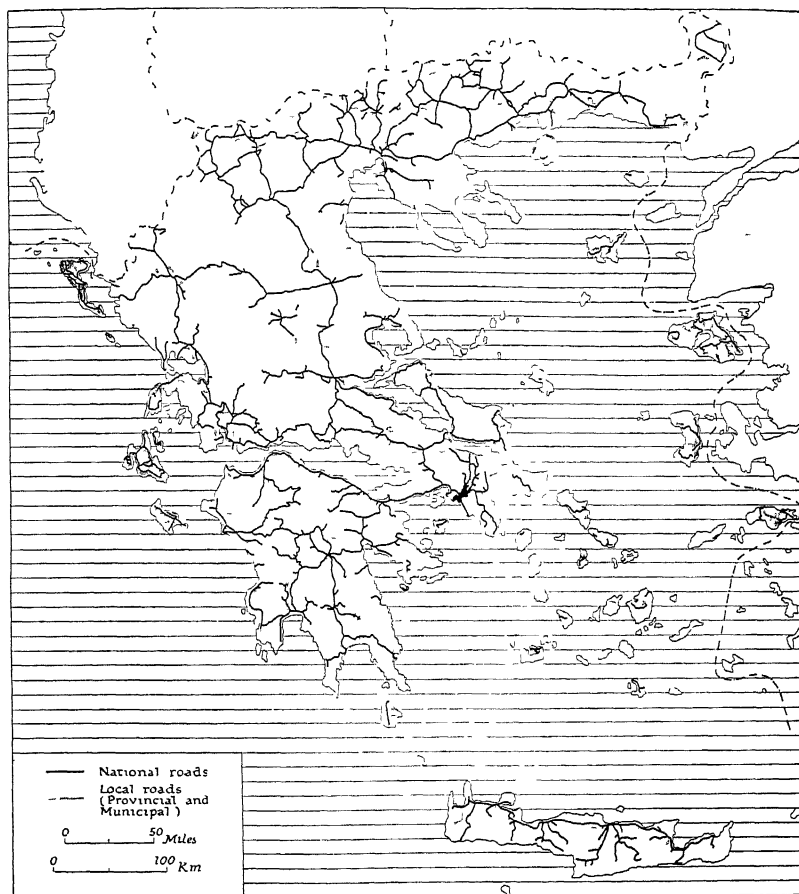 National roads
Local roads
(Provincial and
Municipal)
0 50 Miles
0 100 Km